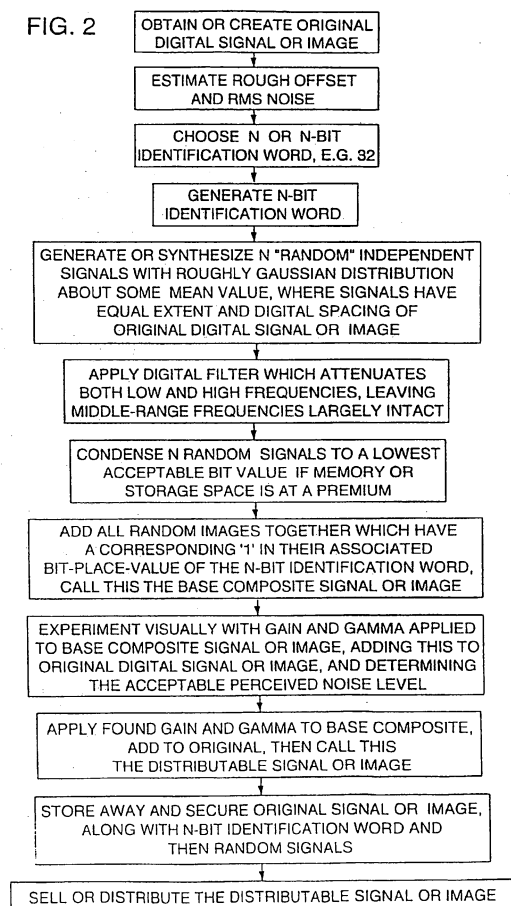 FIG. 2
OBTAIN OR CREATE ORIGINAL
DIGITAL SIGNAL OR IMAGE
ESTIMATE ROUGH OFFSET
AND RMS NOISE
CHOOSE N OR N-BIT
IDENTIFICATION WORD, E.G. 32
GENERATE N-BIT
IDENTIFICATION WORD
GENERATE OR SYNTHESIZE N "RANDOM" INDEPENDENT
SIGNALS WITH ROUGHLY GAUSSIAN DISTRIBUTION
ABOUT SOME MEAN VALUE, WHERE SIGNALS HAVE
EQUAL EXTENT AND DIGITAL SPACING OF
ORIGINAL DIGITAL SIGNAL OR IMAGE
APPLY DIGITAL FILTER WHICH ATTENUATES
BOTH LOW AND HIGH FREQUENCIES, LEAVING
MIDDLE-RANGE FREQUENCIES LARGELY INTACT
CONDENSE N RANDOM SIGNALS TO A LOWEST
ACCEPTABLE BIT VALUE IF MEMORY OR
STORAGE SPACE IS AT A PREMIUM
ADD ALL RANDOM IMAGES TOGETHER WHICH HAVE
A CORRESPONDING '1' IN THEIR ASSOCIATED
BIT-PLACE-VALUE OF THE N-BIT IDENTIFICATION WORD,
CALL THIS THE BASE COMPOSITE SIGNAL OR IMAGE
EXPERIMENT VISUALLY WITH GAIN AND GAMMA APPLIED
TO BASE COMPOSITE SIGNAL OR IMAGE, ADDING THIS TO
ORIGINAL DIGITAL SIGNAL OR IMAGE, AND DETERMINING
THE ACCEPTABLE PERCEIVED NOISE LEVEL
APPLY FOUND GAIN AND GAMMA TO BASE COMPOSITE,
ADD TO ORIGINAL, THEN CALL THIS
THE DISTRIBUTABLE SIGNAL OR IMAGE
STORE AWAY AND SECURE ORIGINAL SIGNAL OR IMAGE,
ALONG WITH N-BIT IDENTIFICATION WORD AND
THEN RANDOM SIGNALS
SELL OR DISTRIBUTE THE DISTRIBUTABLE SIGNAL OR IMAGE